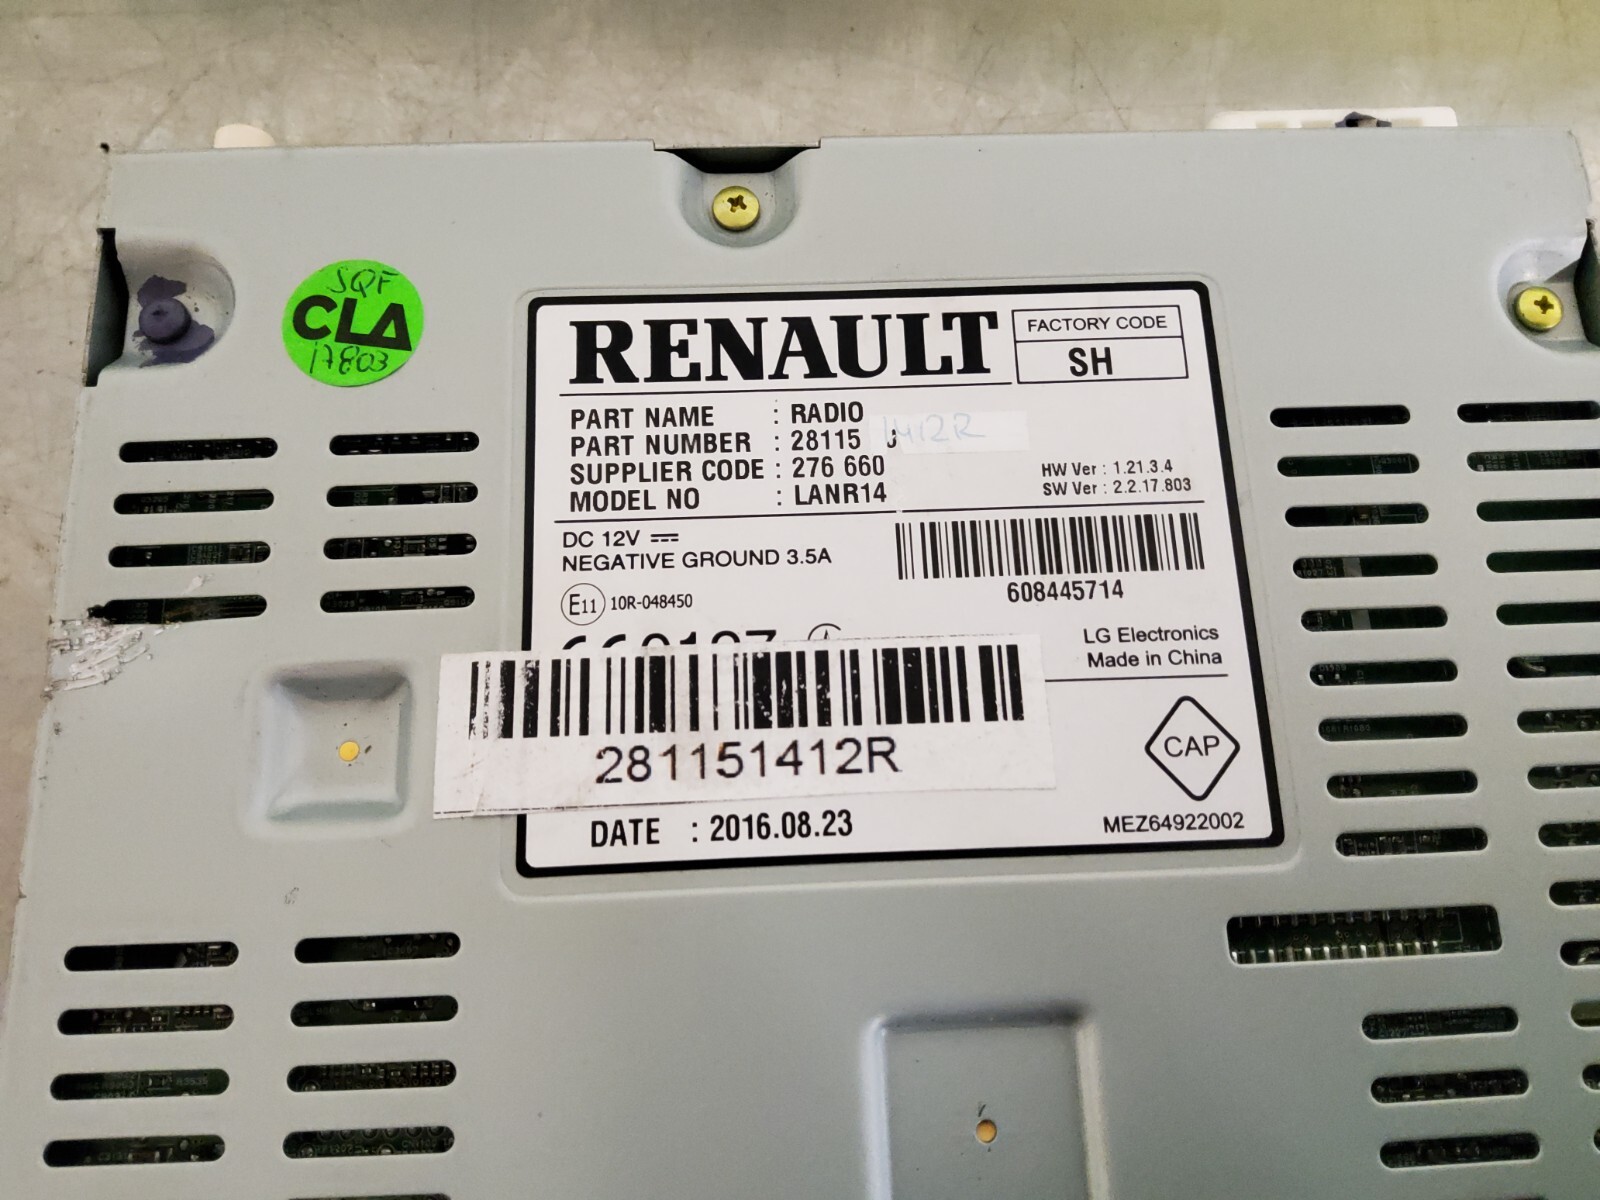 SQF
CLA
17803
RENAULT
FACTORY CODE
SH
PART NAME : RADIO
PART NUMBER : 28115 1412R
SUPPLIER CODE : 276 660
MODEL NO : LANR14
HW Ver : 1.21.3.4
SW Ver : 2.2.17.803
DC 12V
NEGATIVE GROUND 3.5A
E11 10R-048450
608445714
LG Electronics
Made in China
281151412R
CAP
DATE : 2016.08.23
MEZ64922002